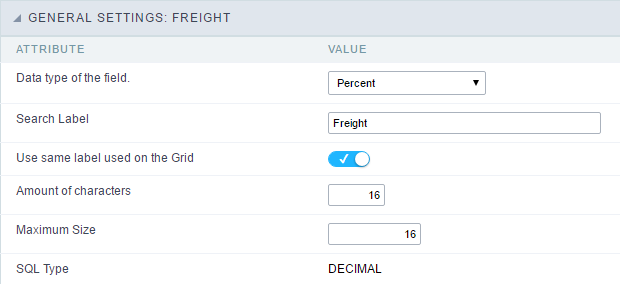 GENERAL SETTINGS: FREIGHT
ATTRIBUTE VALUE
Data type of the field. Percent
Search Label Freight
Use same label used on the Grid
Amount of characters 16
Maximum Size 16
SQL Type DECIMAL